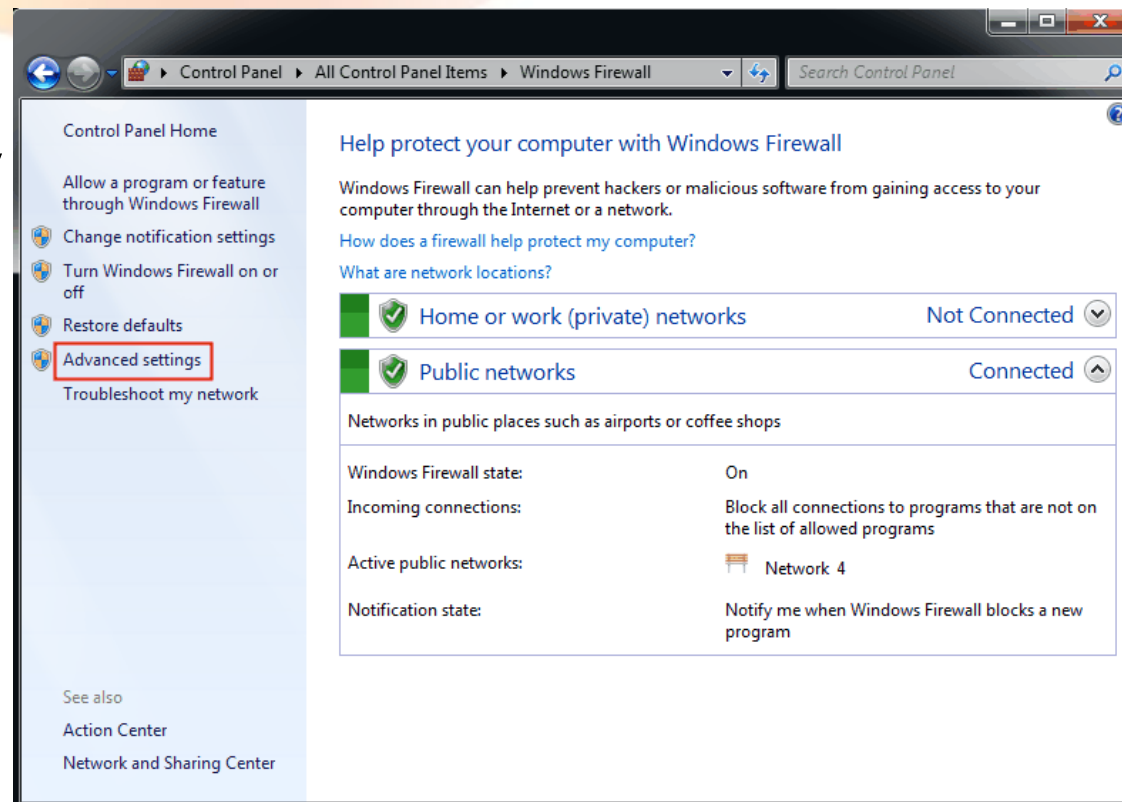 Control Panel ▸ All Control Panel Items ▸ Windows Firewall
Search Control Panel
Control Panel Home
Allow a program or feature
through Windows Firewall
Change notification settings
Turn Windows Firewall on or
off
Restore defaults
Advanced settings
Troubleshoot my network
See also
Action Center
Network and Sharing Center
Help protect your computer with Windows Firewall
Windows Firewall can help prevent hackers or malicious software from gaining access to your
computer through the Internet or a network.
How does a firewall help protect my computer?
What are network locations?
Home or work (private) networks Not Connected
Public networks Connected
Networks in public places such as airports or coffee shops
Windows Firewall state: On
Incoming connections: Block all connections to programs that are not on
the list of allowed programs
Active public networks: Network 4
Notification state: Notify me when Windows Firewall blocks a new
program